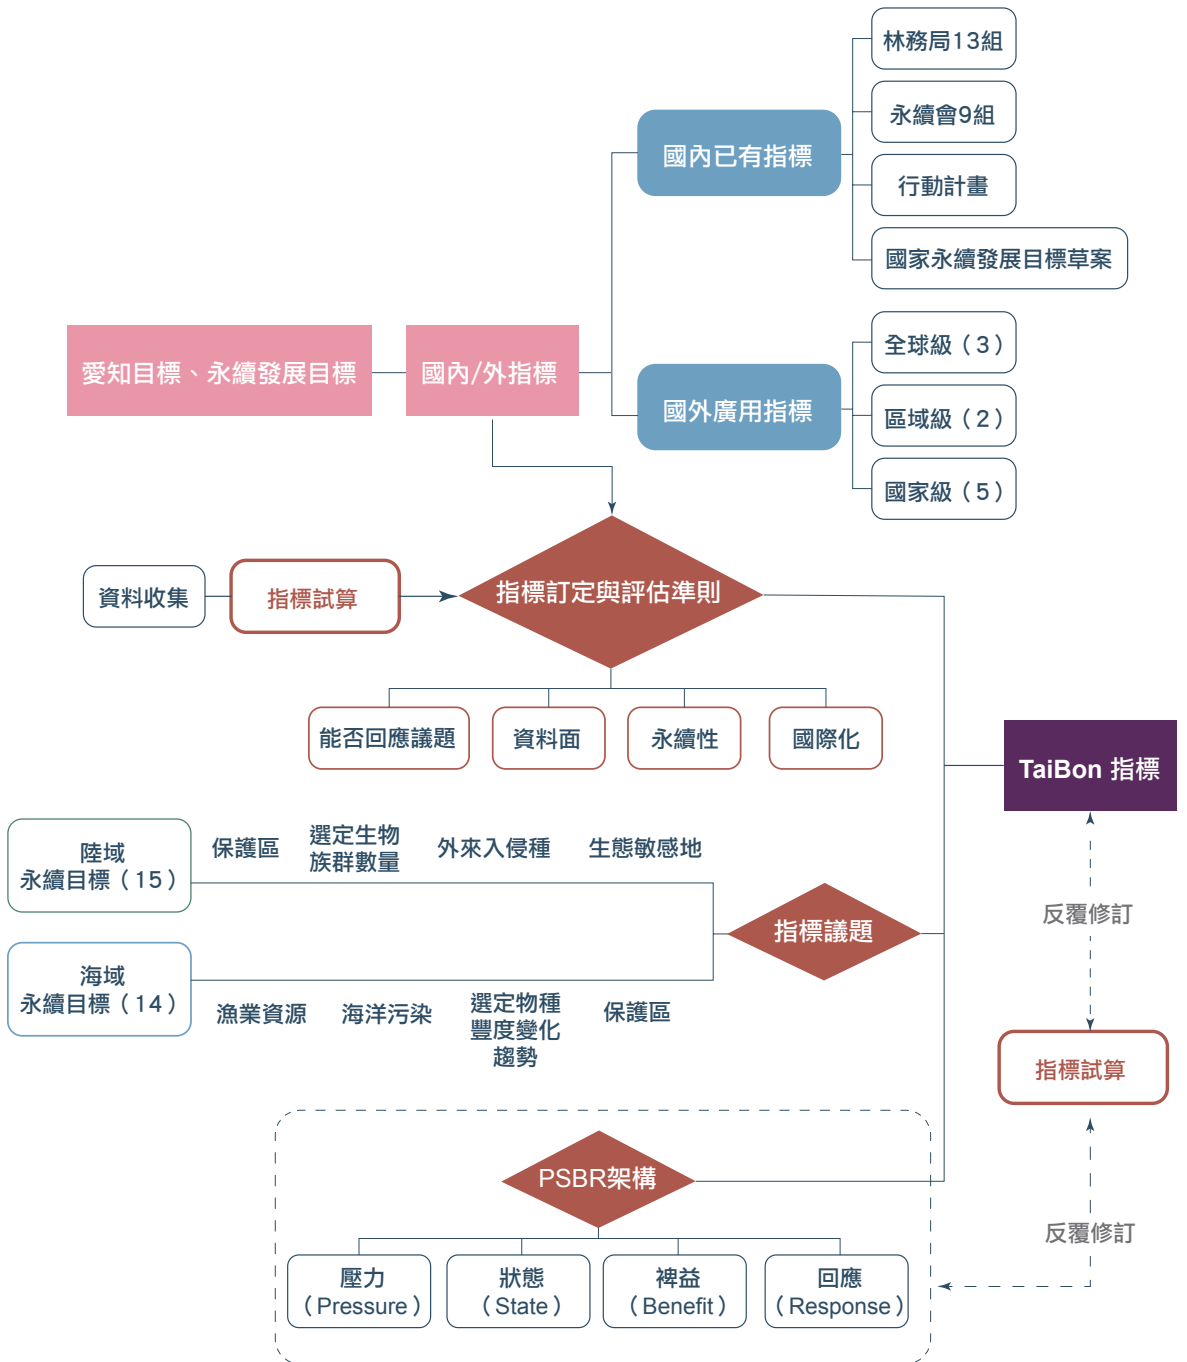 林務局13組
永續會9組
國內已有指標
行動計畫
國家永續發展目標草案
愛知目標、永續發展目標
國內/外指標
全球級（3）
國外廣用指標
區域級（2）
國家級（5）
資料收集
指標試算
指標訂定與評估準則
能否回應議題
資料面
永續性
國際化
TaiBon 指標
陸域
永續目標（15）
保護區
選定生物
族群數量
外來入侵種
生態敏感地
指標議題
反覆修訂
海域
永續目標（14）
漁業資源
海洋污染
選定物種
豐度變化
趨勢
保護區
指標試算
PSBR架構
反覆修訂
壓力
（Pressure）
狀態
（State）
裨益
（Benefit）
回應
（Response）